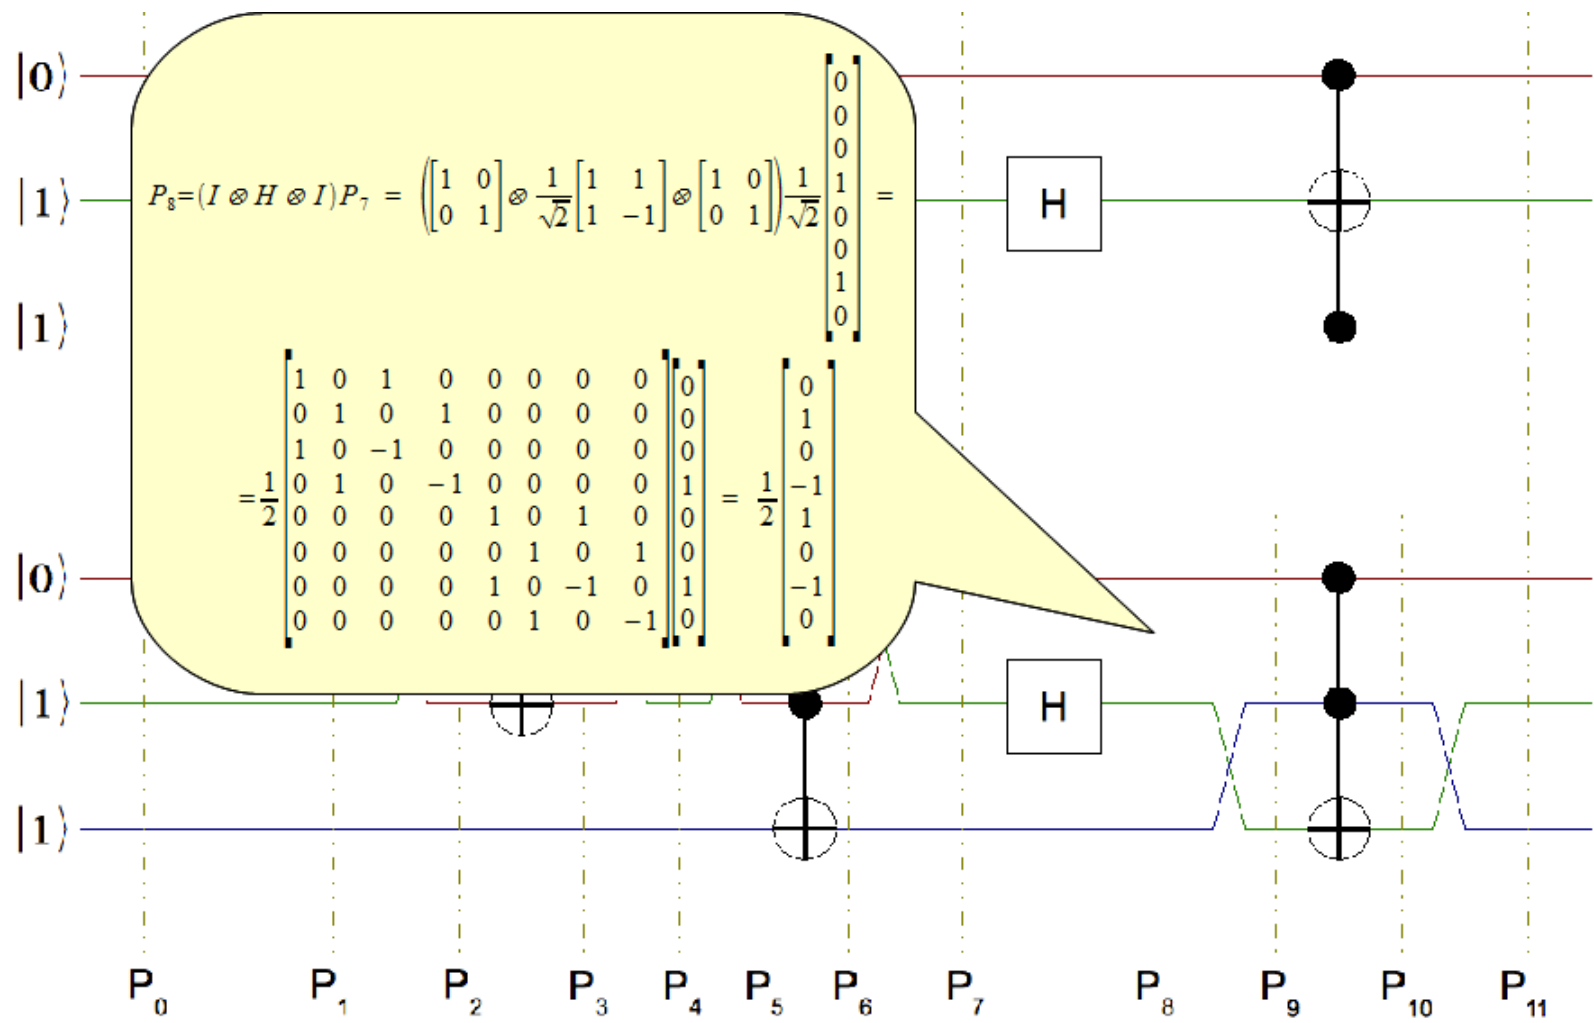 |0⟩
|1⟩
|1⟩
P₈=(I ⊗ H ⊗ I)P₇ = ([1 0; 0 1] ⊗ 1/√2 [1 1; 1 −1] ⊗ [1 0; 0 1]) 1/√2 [0; 0; 0; 1; 0; 0; 1; 0] =
H
= 1/2
1 0 1 0 0 0 0 0
0 1 0 1 0 0 0 0
1 0 −1 0 0 0 0 0
0 1 0 −1 0 0 0 0
0 0 0 0 1 0 1 0
0 0 0 0 0 1 0 1
0 0 0 0 1 0 −1 0
0 0 0 0 0 1 0 −1
[0; 0; 0; 1; 0; 0; 1; 0] = 1/2 [0; 1; 0; −1; 1; 0; −1; 0]
|0⟩
|1⟩
H
|1⟩
P₀ P₁ P₂ P₃ P₄ P₅ P₆ P₇ P₈ P₉ P₁₀ P₁₁